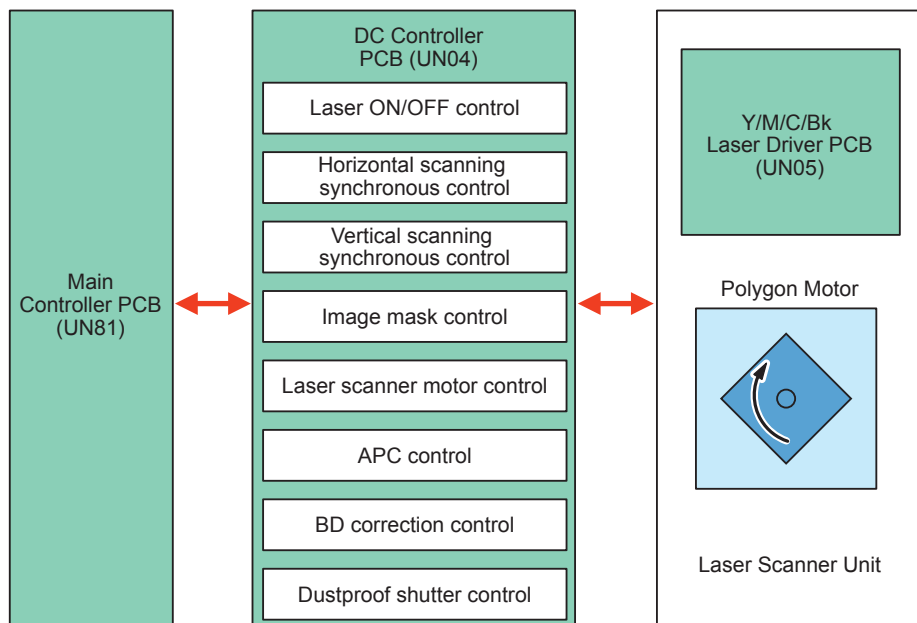 Main
Controller PCB
(UN81)
DC Controller
PCB (UN04)
Laser ON/OFF control
Horizontal scanning
synchronous control
Vertical scanning
synchronous control
Image mask control
Laser scanner motor control
APC control
BD correction control
Dustproof shutter control
Y/M/C/Bk
Laser Driver PCB
(UN05)
Polygon Motor
Laser Scanner Unit